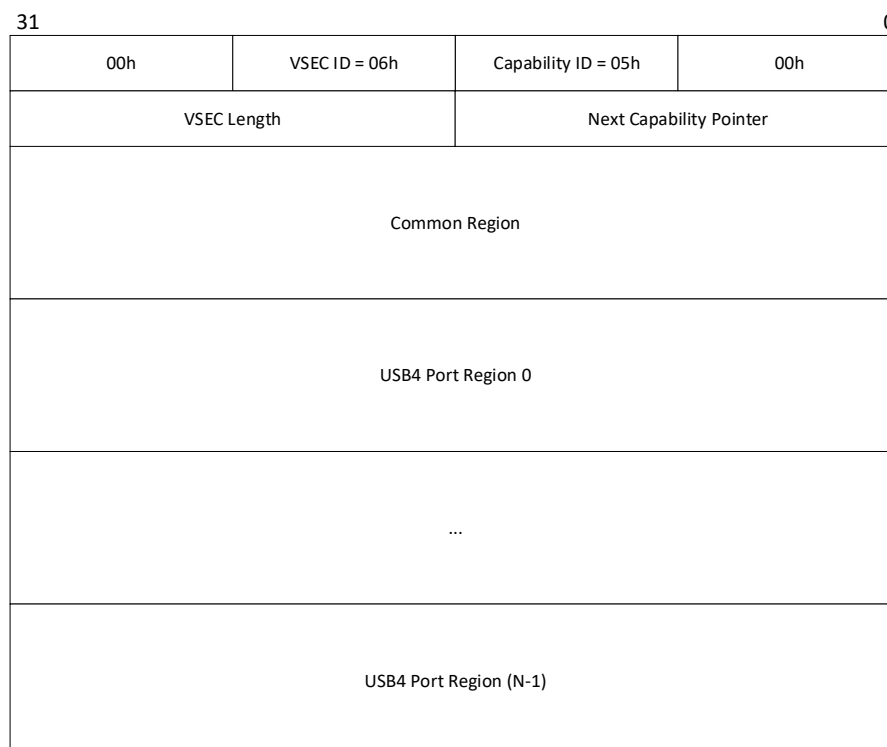 31 0
00h VSEC ID = 06h Capability ID = 05h 00h
VSEC Length Next Capability Pointer
Common Region
USB4 Port Region 0
...
USB4 Port Region (N-1)